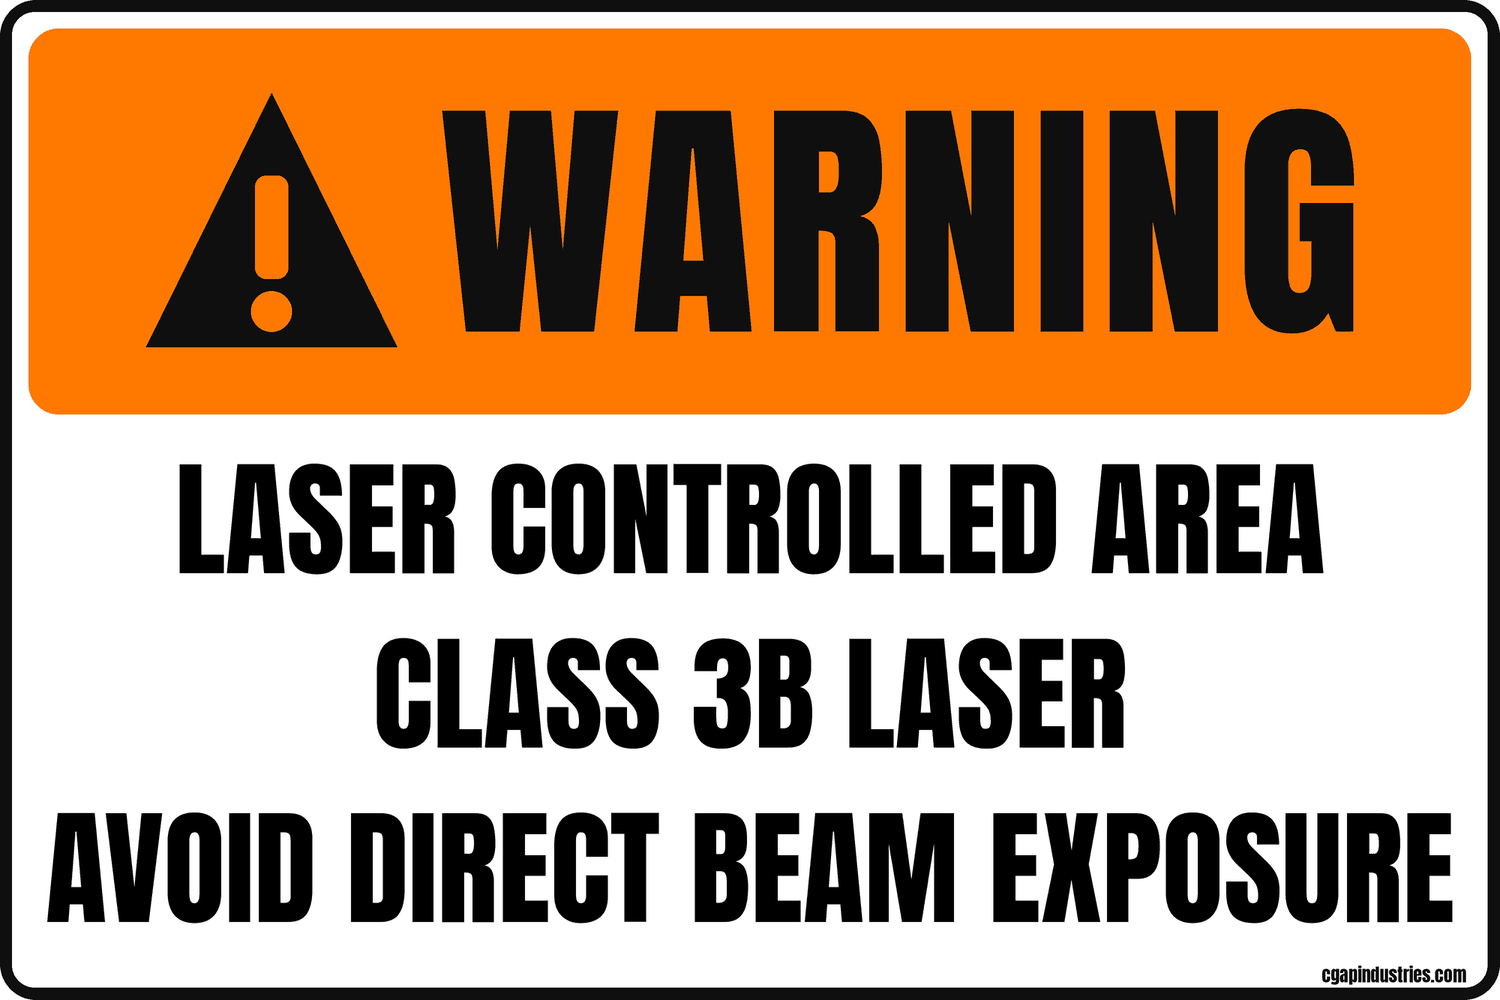 WARNING
LASER CONTROLLED AREA
CLASS 3B LASER
AVOID DIRECT BEAM EXPOSURE
cgapindustries.com